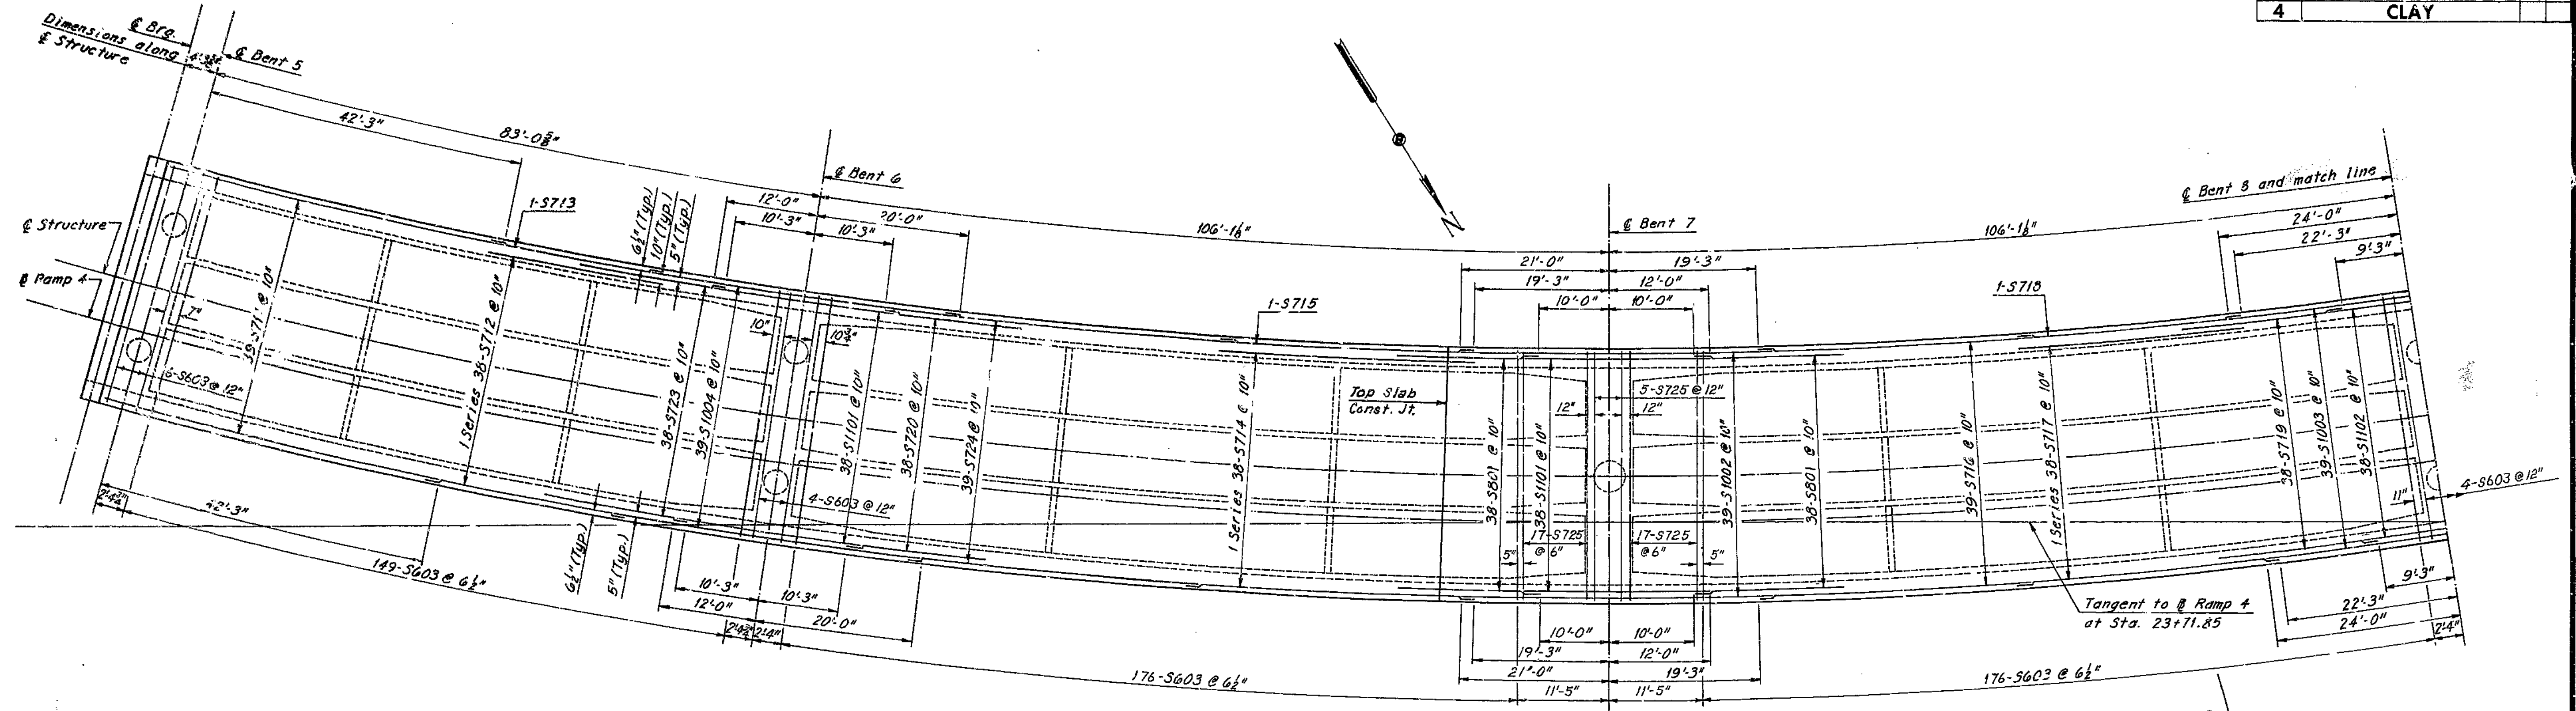 4 CLAY
℄ Brg.
Dimensions along
℄ Structure
℄ Bent 5
42'-3"
83'-0⅝"
℄ Bent 6
1-S713
6½" (Typ.)
10" (Typ.)
5" (Typ.)
12'-0"
10'-3"
10'-3"
20'-0"
106'-1⅛"
N
℄ Bent 7
106'-1⅛"
℄ Bent 8 and match line
24'-0"
22'-3"
9'-3"
21'-0"
19'-3"
19'-3"
12'-0"
10'-0"
10'-0"
1-S715
1-S718
℄ Structure
Ramp 4
7"
6-S603 @ 12"
1 Series 38-S712 @ 10"
38-S723 @ 10"
39-S1004 @ 10"
10"
10¾"
38-S1101 @ 10"
38-S720 @ 10"
39-S724 @ 10"
4-S603 @ 12"
Top Slab
Const. Jt.
1 Series 38-S714 @ 10"
38-S801 @ 10"
38-S1101 @ 10"
5-S725 @ 12"
12"
12"
17-S725
@ 6"
17-S725
@ 6"
5"
5"
39-S1002 @ 10"
38-S801 @ 10"
39-S716 @ 10"
1 Series 38-S717 @ 10"
38-S719 @ 10"
39-S1003 @ 10"
38-S1102 @ 10"
11"
4-S603 @ 12"
2'-4¾"
42'-3"
149-S603 @ 6½"
6½" (Typ.)
5" (Typ.)
10'-3"
12'-0"
10'-3"
20'-0"
2'-4¾"
2'-4"
176-S603 @ 6½"
10'-0"
10'-0"
19'-3"
12'-0"
21'-0"
19'-3"
11'-5"
11'-5"
176-S603 @ 6½"
Tangent to Ramp 4
at Sta. 23+71.85
9'-3"
22'-3"
24'-0"
2'-4"